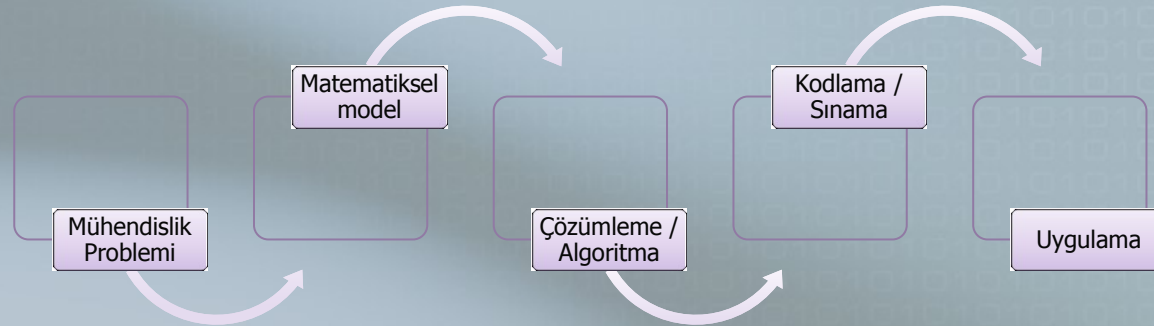 Mühendislik
Problemi
Matematiksel
model
Çözümleme /
Algoritma
Kodlama /
Sınama
Uygulama